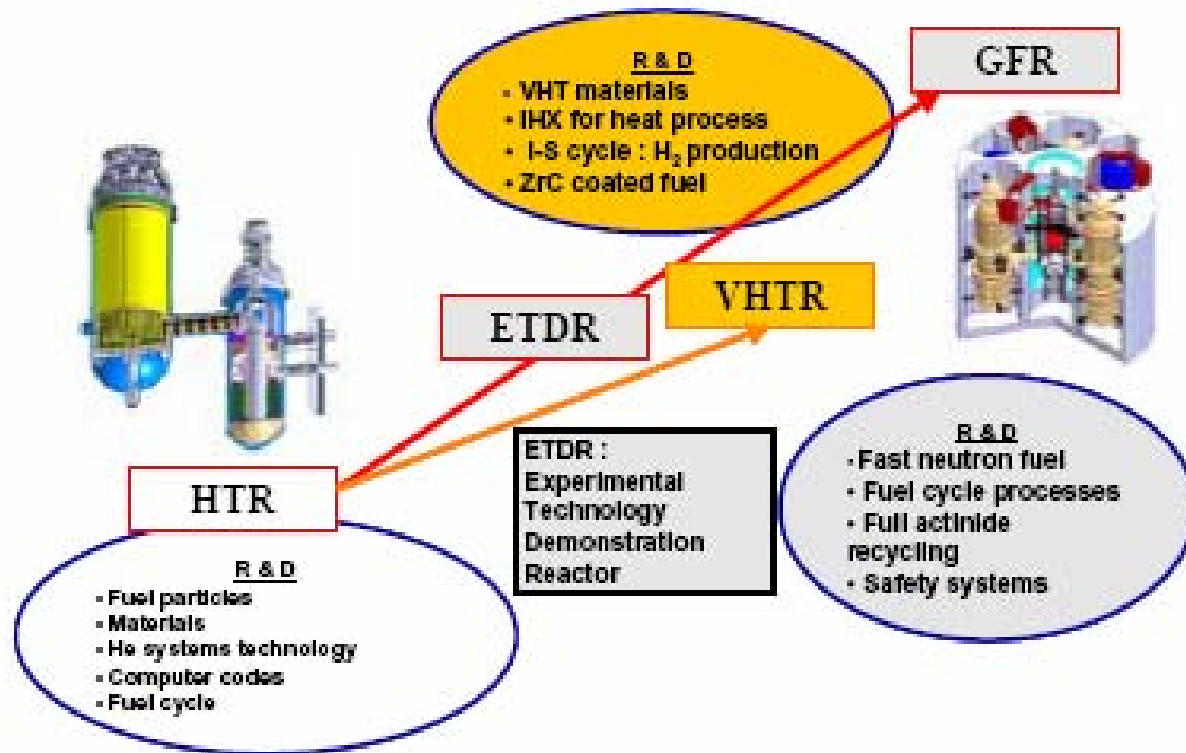 R & D
- VHT materials
• IHX for heat process
• I-S cycle : H₂ production
• ZrC coated fuel
GFR
ETDR
VHTR
HTR
ETDR :
Experimental
Technology
Demonstration
Reactor
R & D
- Fast neutron fuel
• Fuel cycle processes
• Full actinide
recycling
• Safety systems
R & D
- Fuel particles
- Materials
- He systems technology
- Computer codes
- Fuel cycle